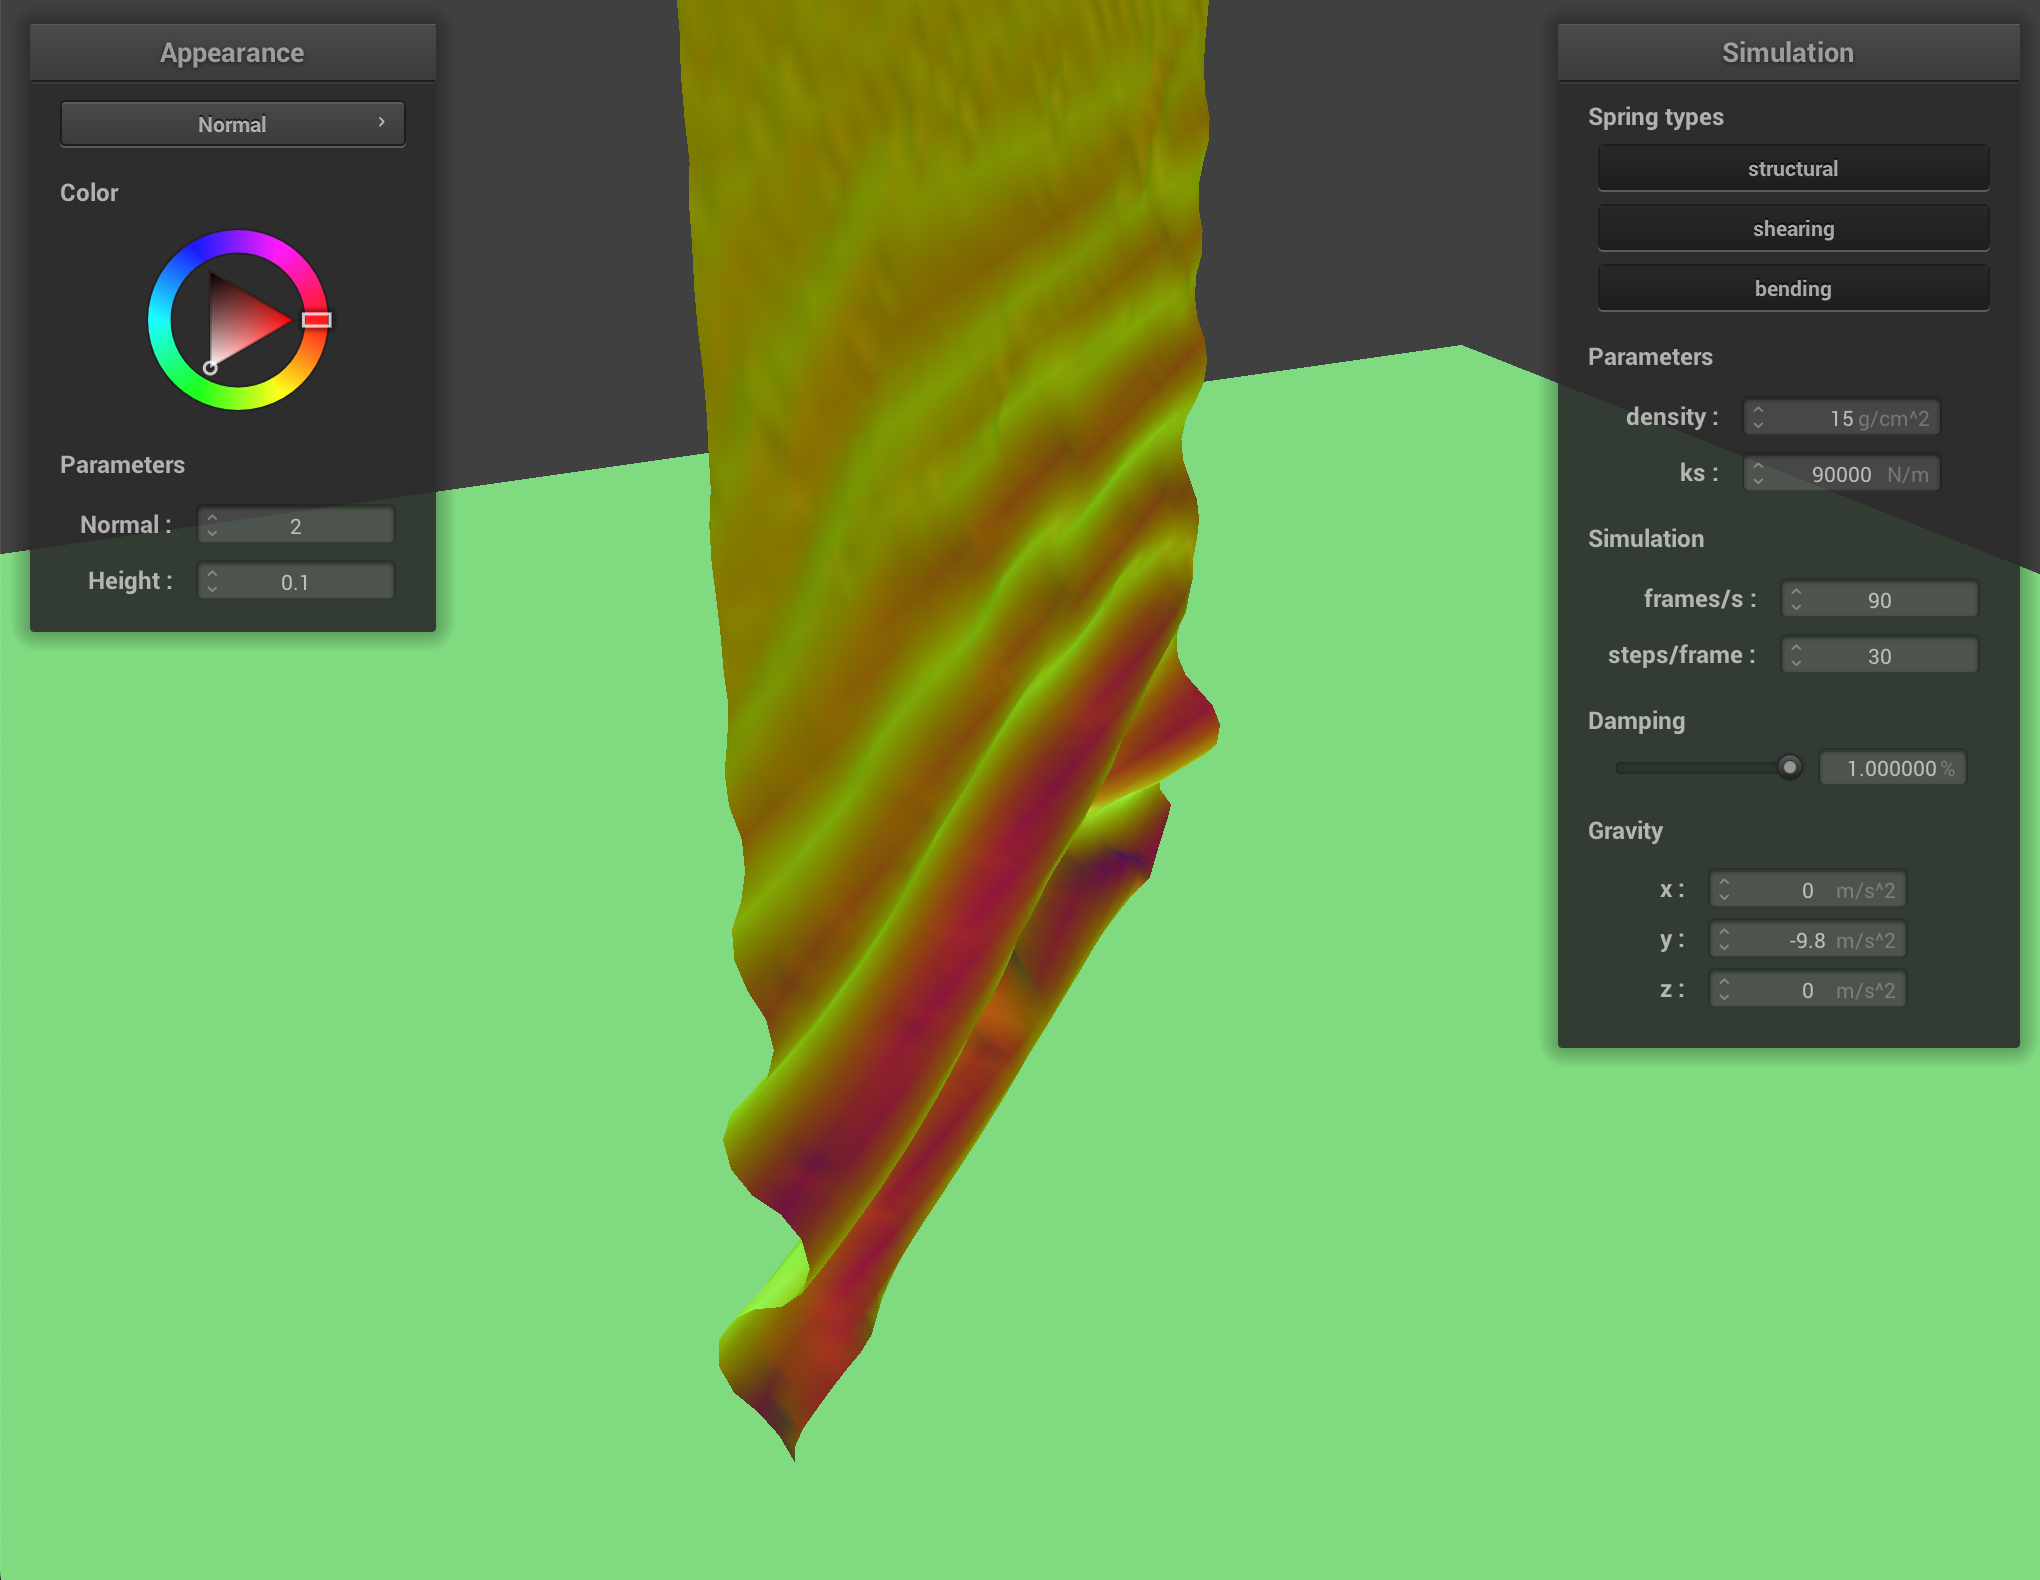 Appearance
Normal
Color
Parameters
Normal : 2
Height : 0.1
Simulation
Spring types
structural
shearing
bending
Parameters
density : 15 g/cm^2
ks : 90000 N/m
Simulation
frames/s : 90
steps/frame : 30
Damping
1.000000 %
Gravity
x : 0 m/s^2
y : -9.8 m/s^2
z : 0 m/s^2